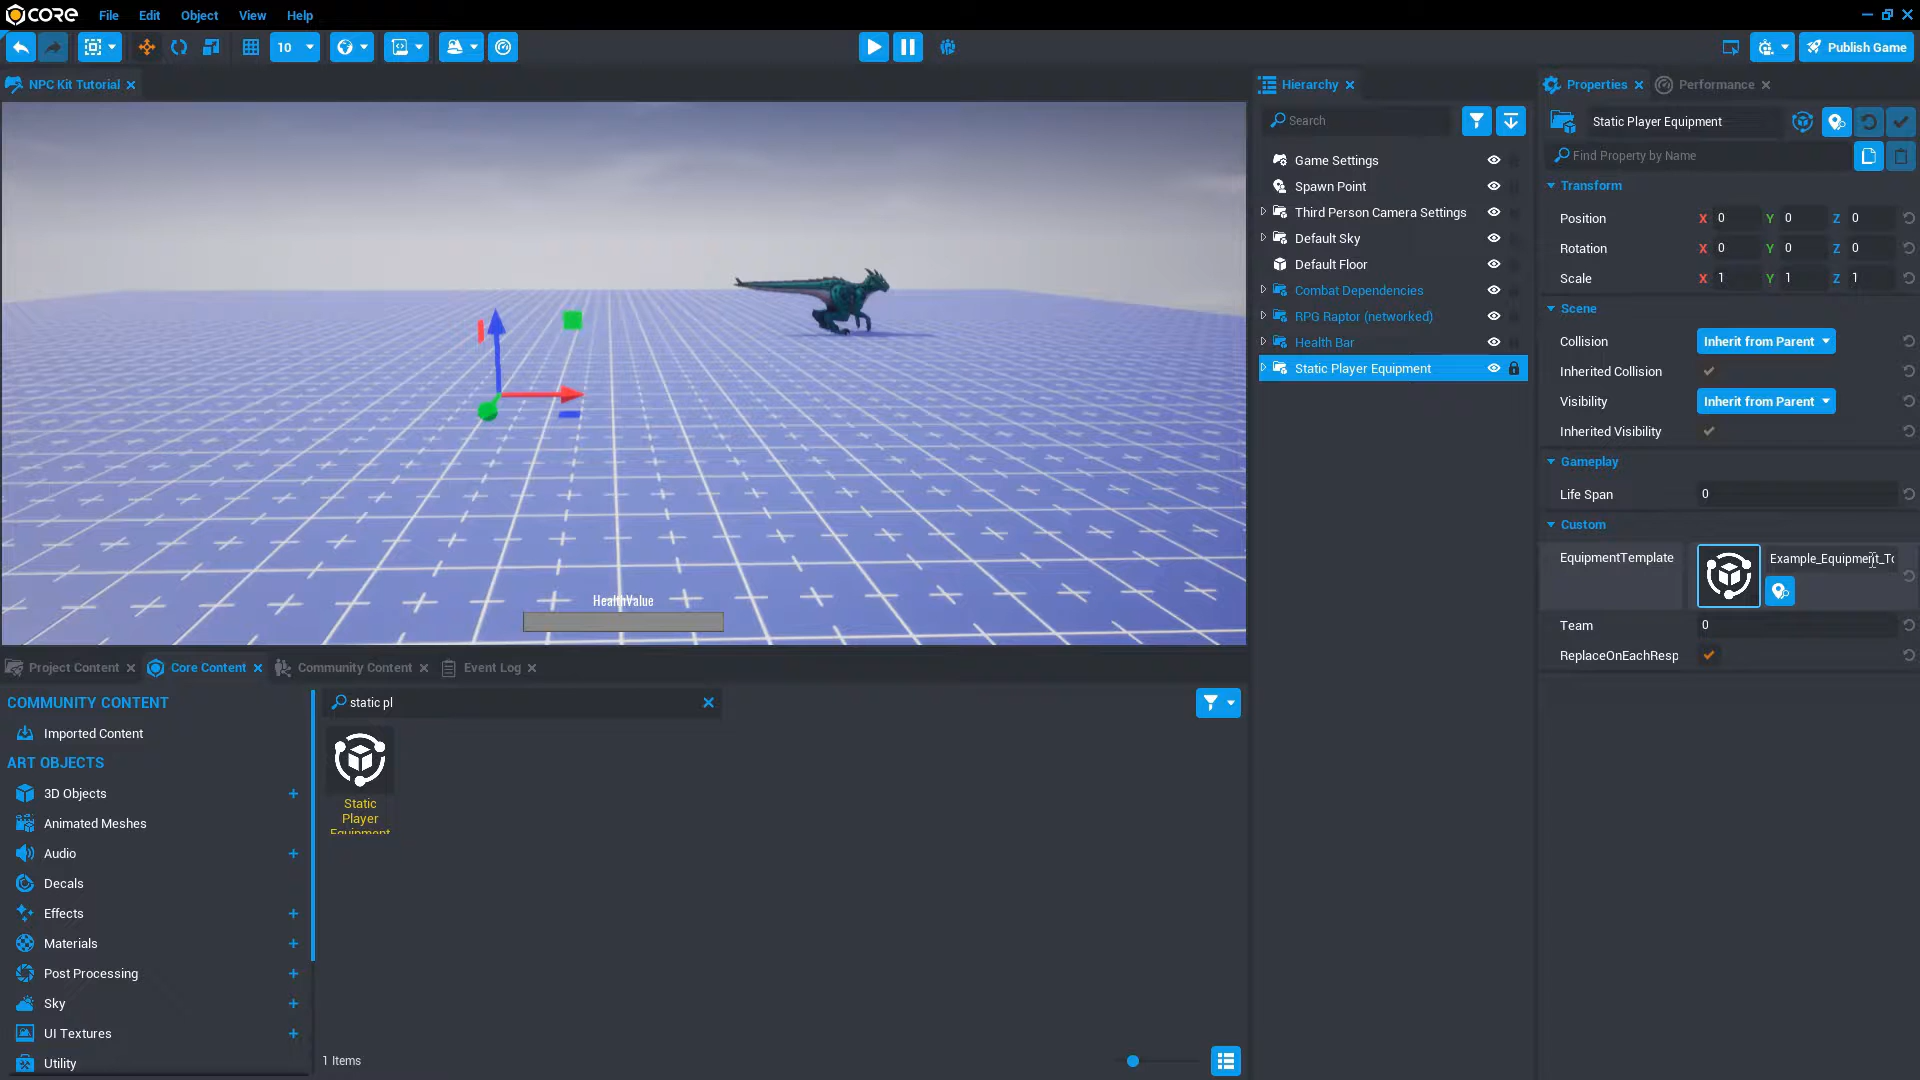 CORE
File Edit Object View Help
10
Publish Game
NPC Kit Tutorial
HealthValue
Hierarchy
Search
Game Settings
Spawn Point
Third Person Camera Settings
Default Sky
Default Floor
Combat Dependencies
RPG Raptor (networked)
Health Bar
Static Player Equipment
Properties Performance
Static Player Equipment
Find Property by Name
Transform
Position X 0 Y 0 Z 0
Rotation X 0 Y 0 Z 0
Scale X 1 Y 1 Z 1
Scene
Collision Inherit from Parent
Inherited Collision
Visibility Inherit from Parent
Inherited Visibility
Gameplay
Life Span 0
Custom
EquipmentTemplate Example_Equipment_To
Team 0
ReplaceOnEachResp
Project Content Core Content Community Content Event Log
COMMUNITY CONTENT
Imported Content
ART OBJECTS
3D Objects
Animated Meshes
Audio
Decals
Effects
Materials
Post Processing
Sky
UI Textures
Utility
static pl
Static
Player
Equipment
1 Items